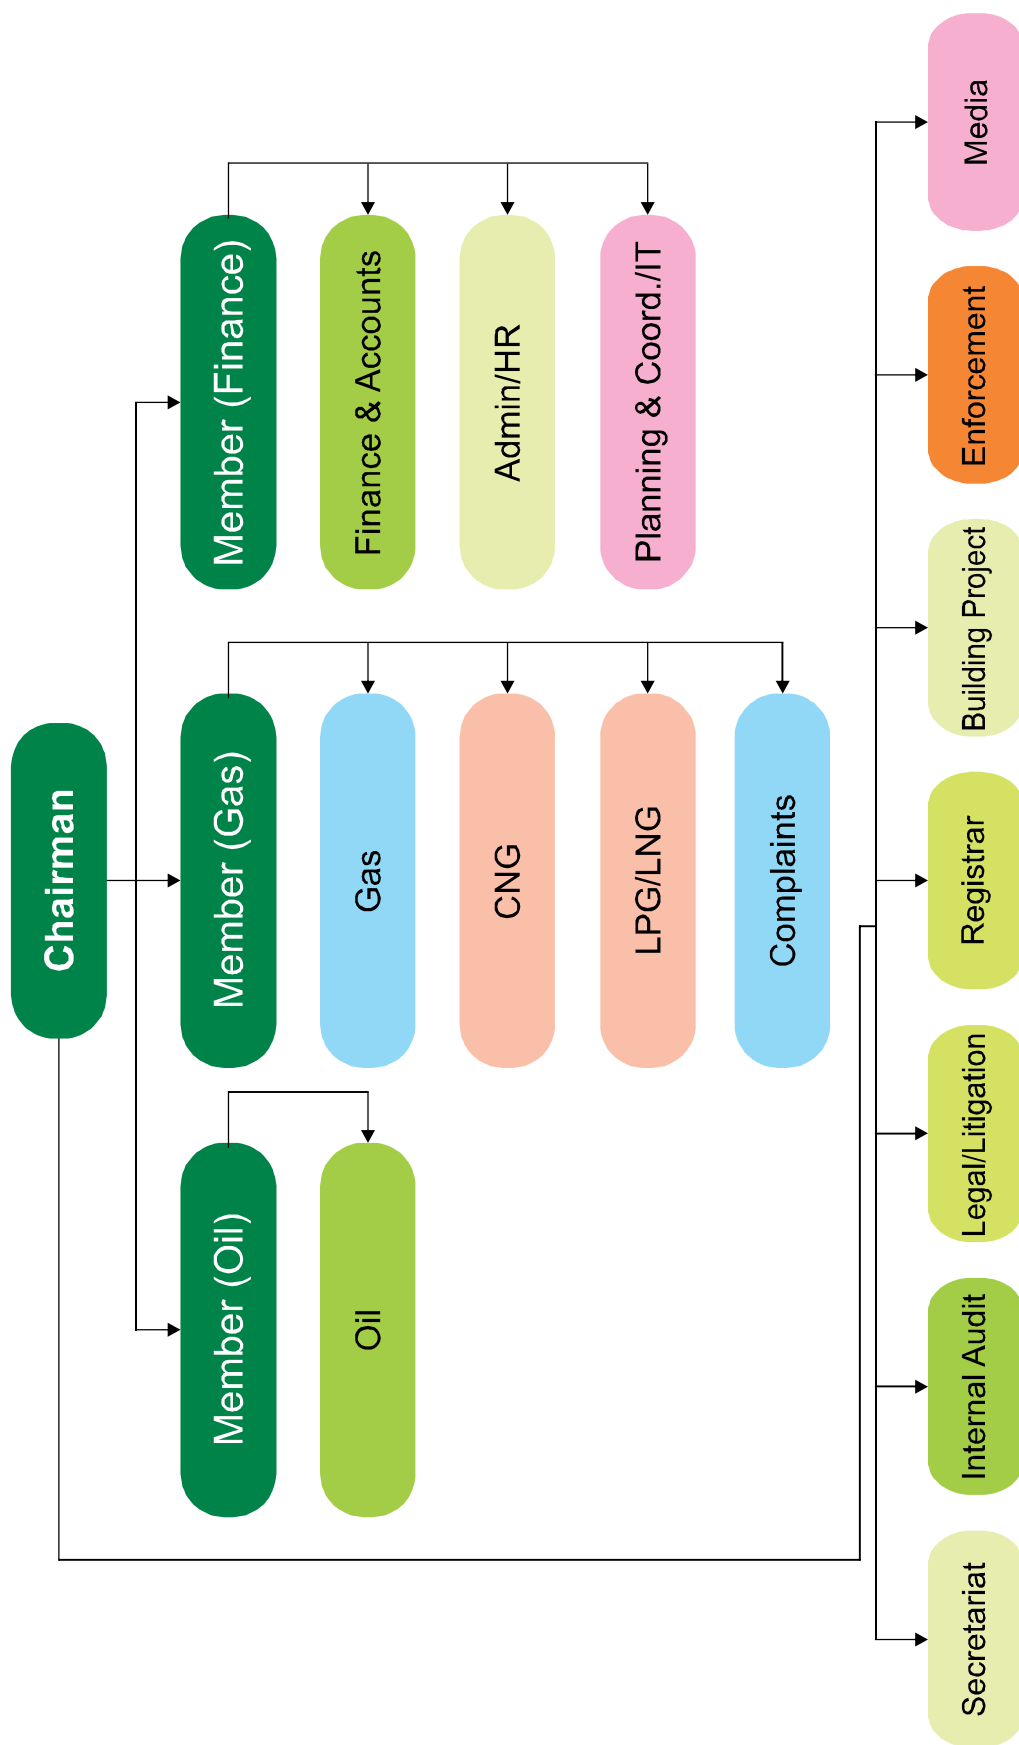 Chairman
Member (Oil)
Member (Gas)
Member (Finance)
Oil
Gas
Finance & Accounts
CNG
Admin/HR
LPG/LNG
Planning & Coord./IT
Complaints
Secretariat
Internal Audit
Legal/Litigation
Registrar
Building Project
Enforcement
Media